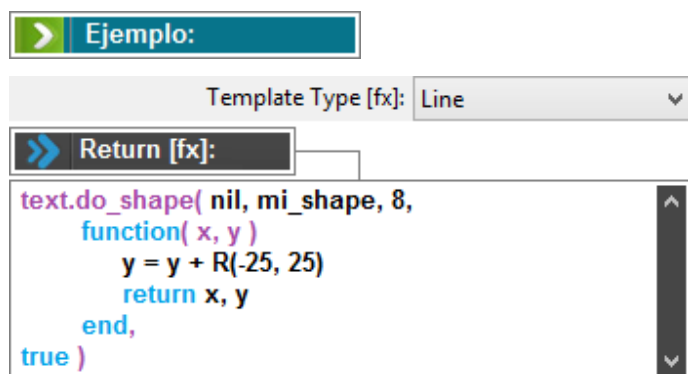 Ejemplo:
Template Type [fx]: Line
Return [fx]:
text.do_shape( nil, mi_shape, 8,
function( x, y )
y = y + R(-25, 25)
return x, y
end,
true )